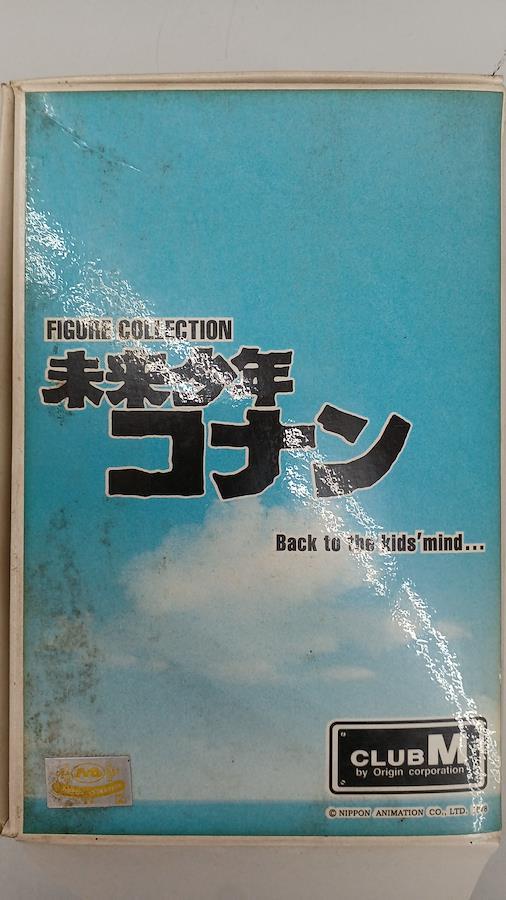 FIGURE COLLECTION
未来少年
コナン
Back to the kids' mind...
CLUB M
by Origin corporation
© NIPPON ANIMATION CO., LTD.